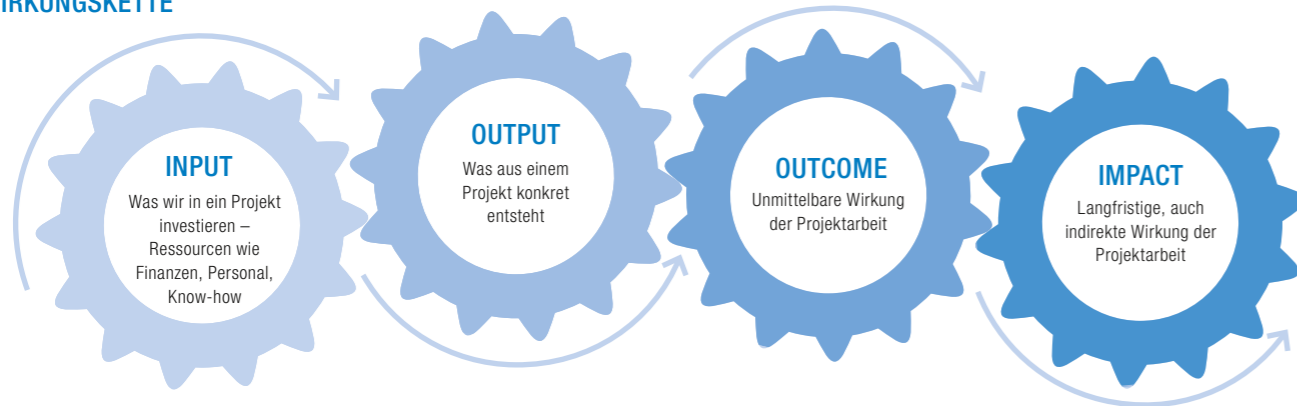 IRKUNGSKETTE
INPUT
Was wir in ein Projekt
investieren –
Ressourcen wie
Finanzen, Personal,
Know-how
OUTPUT
Was aus einem
Projekt konkret
entsteht
OUTCOME
Unmittelbare Wirkung
der Projektarbeit
IMPACT
Langfristige, auch
indirekte Wirkung der
Projektarbeit